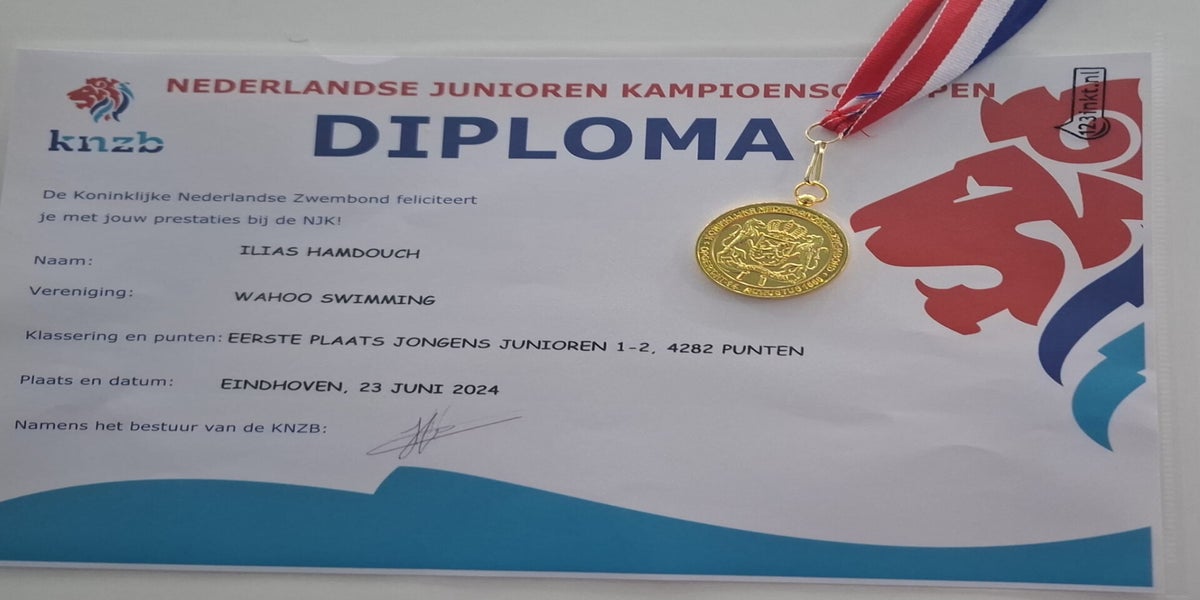 NEDERLANDSE JUNIOREN KAMPIOENSC PPEN
knzb
DIPLOMA
123inkt.nl
De Koninklijke Nederlandse Zwembond feliciteert
je met jouw prestaties bij de NJK!
Naam: ILIAS HAMDOUCH
Vereniging: WAHOO SWIMMING
Klassering en punten: EERSTE PLAATS JONGENS JUNIOREN 1-2, 4282 PUNTEN
Plaats en datum: EINDHOVEN, 23 JUNI 2024
Namens het bestuur van de KNZB: